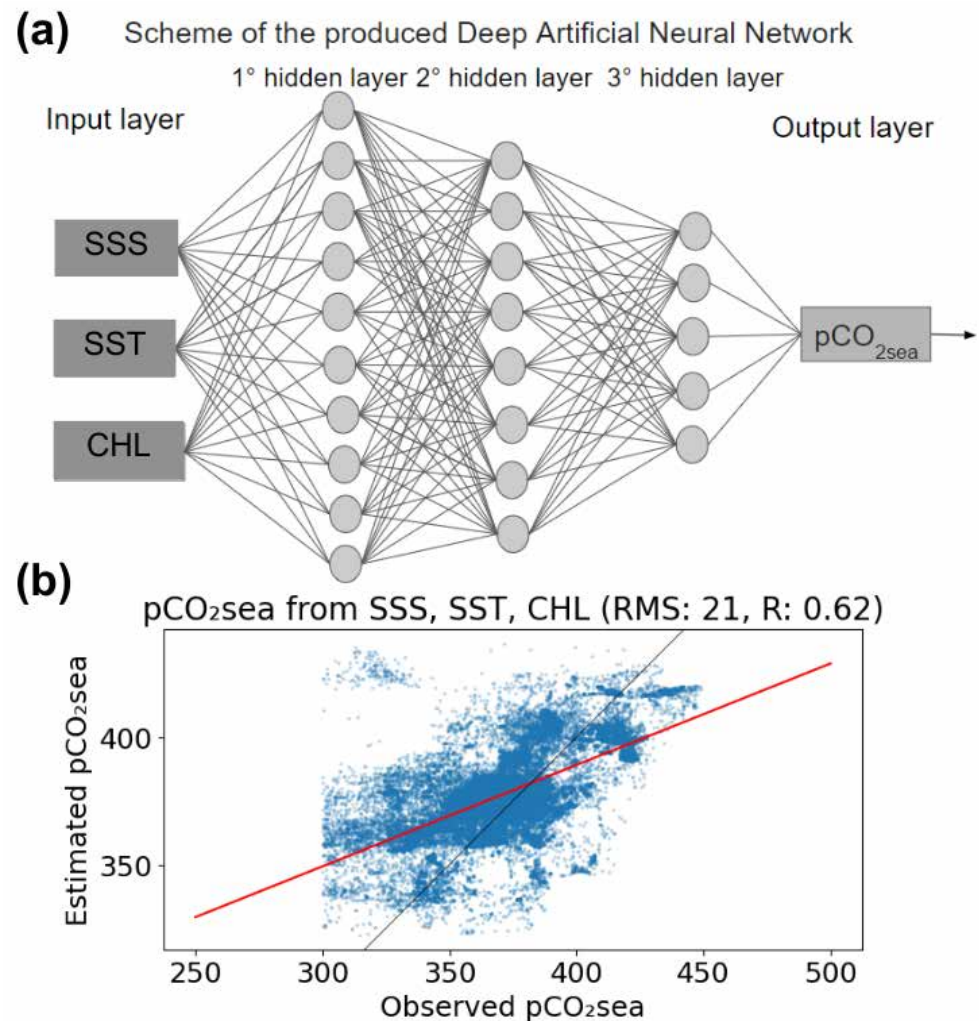 (a)
Scheme of the produced Deep Artificial Neural Network
1° hidden layer 2° hidden layer 3° hidden layer
Input layer
Output layer
SSS
SST
CHL
pCO₂sea
(b)
pCO₂sea from SSS, SST, CHL (RMS: 21, R: 0.62)
Estimated pCO₂sea
400
350
250 300 350 400 450 500
Observed pCO₂sea